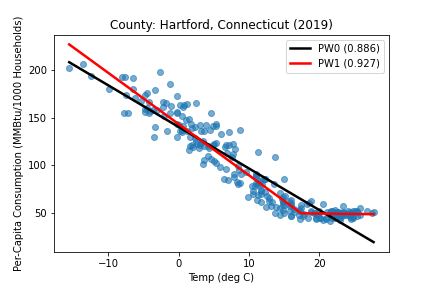 County: Hartford, Connecticut (2019)
PW0 (0.886)
PW1 (0.927)
Per-Capita Consumption (MMBtu/1000 Households)
200
150
100
50
−10 0 10 20
Temp (deg C)